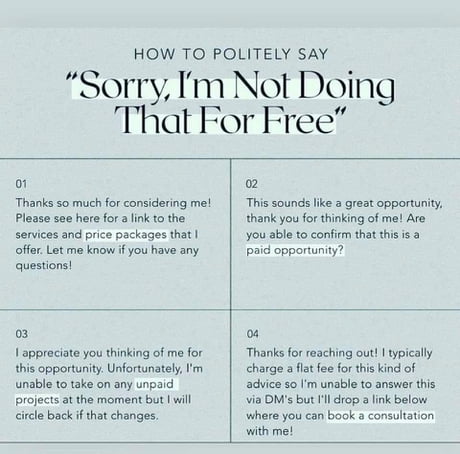 HOW TO POLITELY SAY
“Sorry, I'm Not Doing
That For Free”
01
Thanks so much for considering me!
Please see here for a link to the
services and price packages that I
offer. Let me know if you have any
questions!
02
This sounds like a great opportunity,
thank you for thinking of me! Are
you able to confirm that this is a
paid opportunity?
03
I appreciate you thinking of me for
this opportunity. Unfortunately, I'm
unable to take on any unpaid
projects at the moment but I will
circle back if that changes.
04
Thanks for reaching out! I typically
charge a flat fee for this kind of
advice so I'm unable to answer this
via DM's but I'll drop a link below
where you can book a consultation
with me!